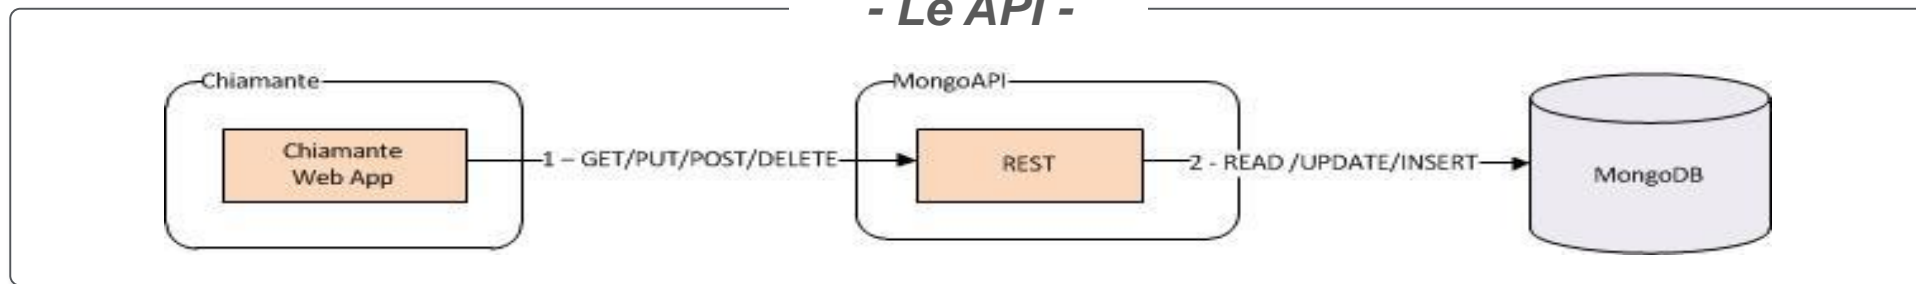 - Le API -
Chiamante
MongoAPI
Chiamante
Web App
1 – GET/PUT/POST/DELETE
REST
2 - READ /UPDATE/INSERT
MongoDB